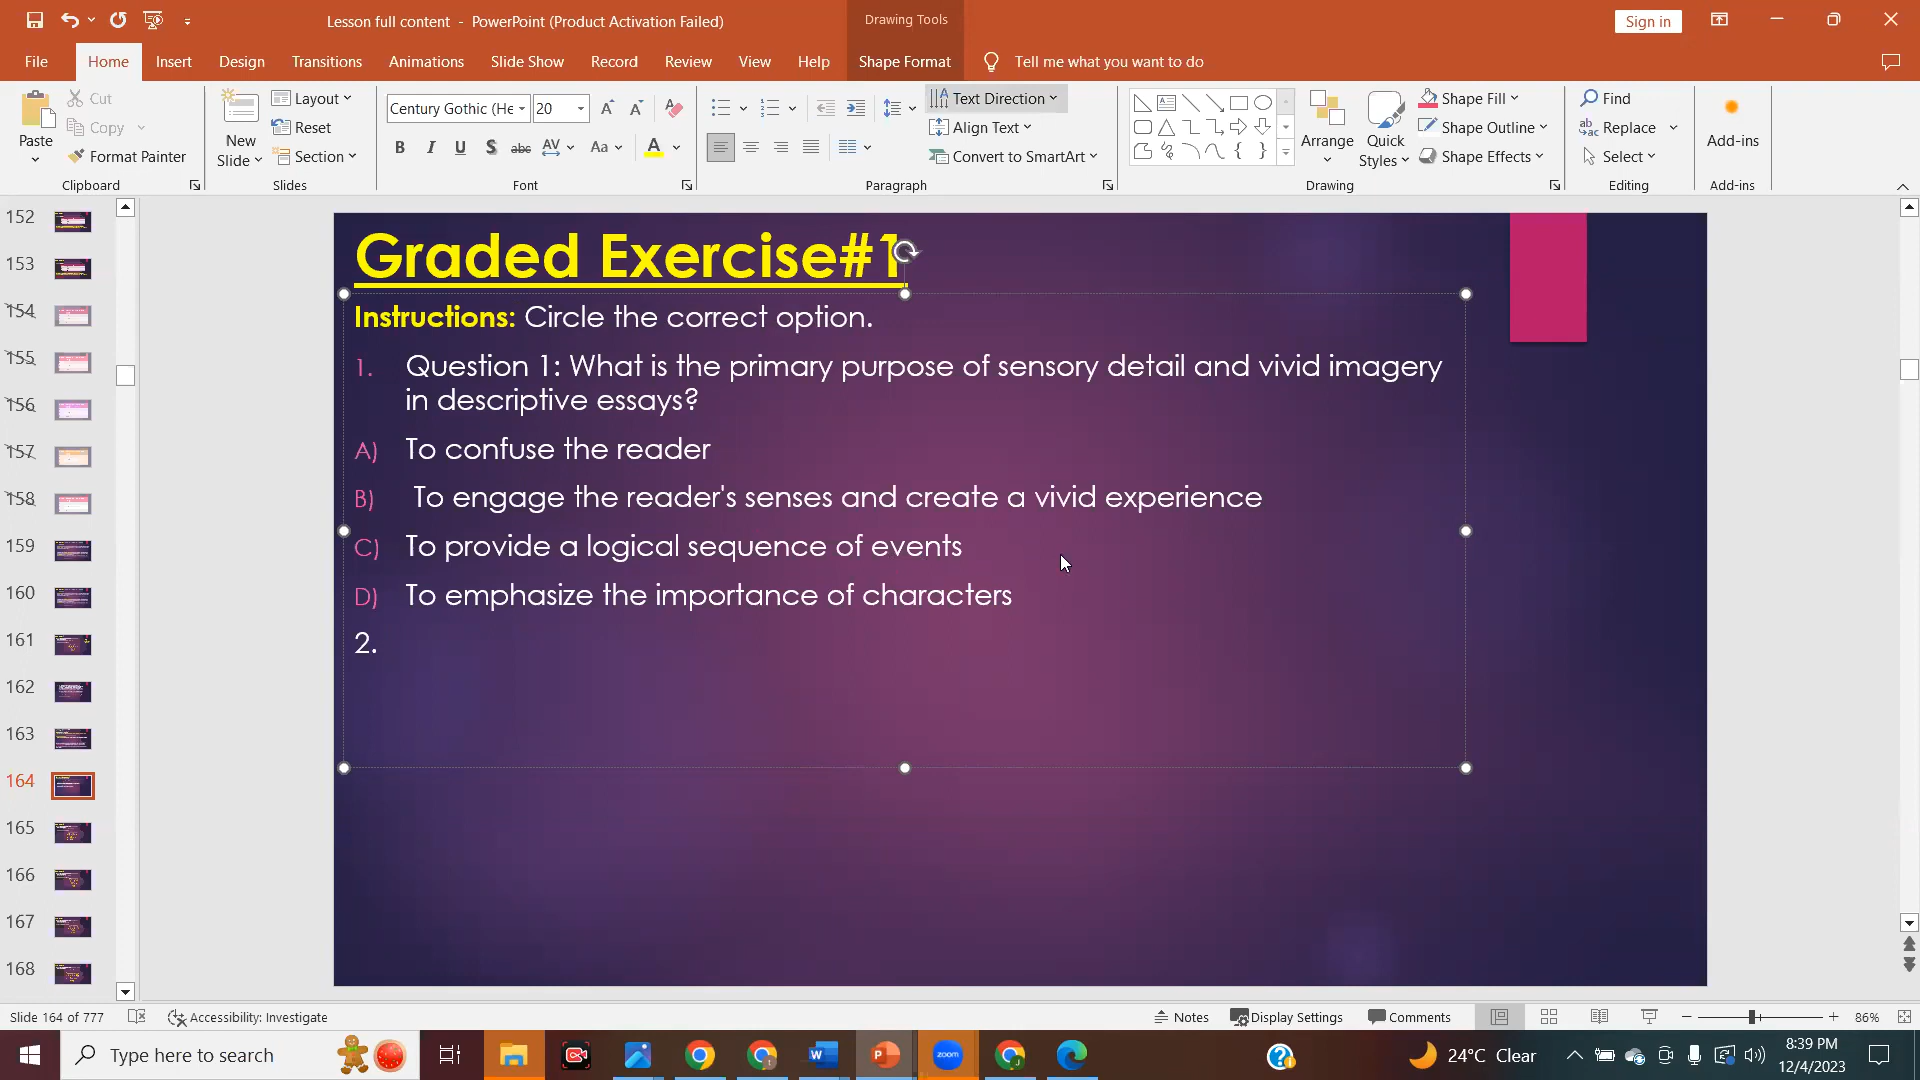 Lesson full content - PowerPoint (Product Activation Failed)
Drawing Tools
Sign in
File Home Insert Design Transitions Animations Slide Show Record Review View Help Shape Format Tell me what you want to do
Paste
Cut
Copy
Format Painter
Clipboard
New Slide
Layout
Reset
Section
Slides
Century Gothic (He 20
Font
Text Direction
Align Text
Convert to SmartArt
Paragraph
Arrange
Quick Styles
Shape Fill
Shape Outline
Shape Effects
Drawing
Find
Replace
Select
Editing
Add-ins
Add-ins
152
153
154
155
156
157
158
159
160
161
162
163
164
165
166
167
168
Graded Exercise#1
Instructions: Circle the correct option.
1. Question 1: What is the primary purpose of sensory detail and vivid imagery
in descriptive essays?
A) To confuse the reader
B) To engage the reader's senses and create a vivid experience
C) To provide a logical sequence of events
D) To emphasize the importance of characters
2.
Slide 164 of 777 Accessibility: Investigate Notes Display Settings Comments 86%
Type here to search
zoom
24°C Clear
8:39 PM
12/4/2023